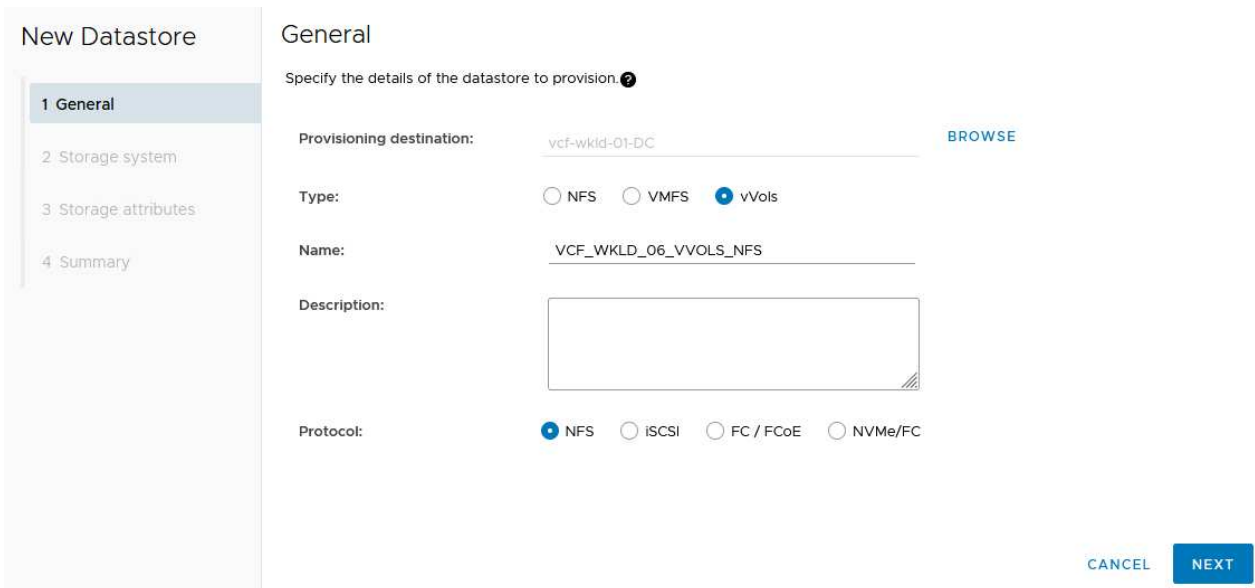 New Datastore
1 General
2 Storage system
3 Storage attributes
4 Summary
General
Specify the details of the datastore to provision.?
Provisioning destination: vcf-wkld-01-DC BROWSE
Type: NFS VMFS vVols
Name: VCF_WKLD_06_VVOLS_NFS
Description:
Protocol: NFS iSCSI FC / FCoE NVMe/FC
CANCEL NEXT